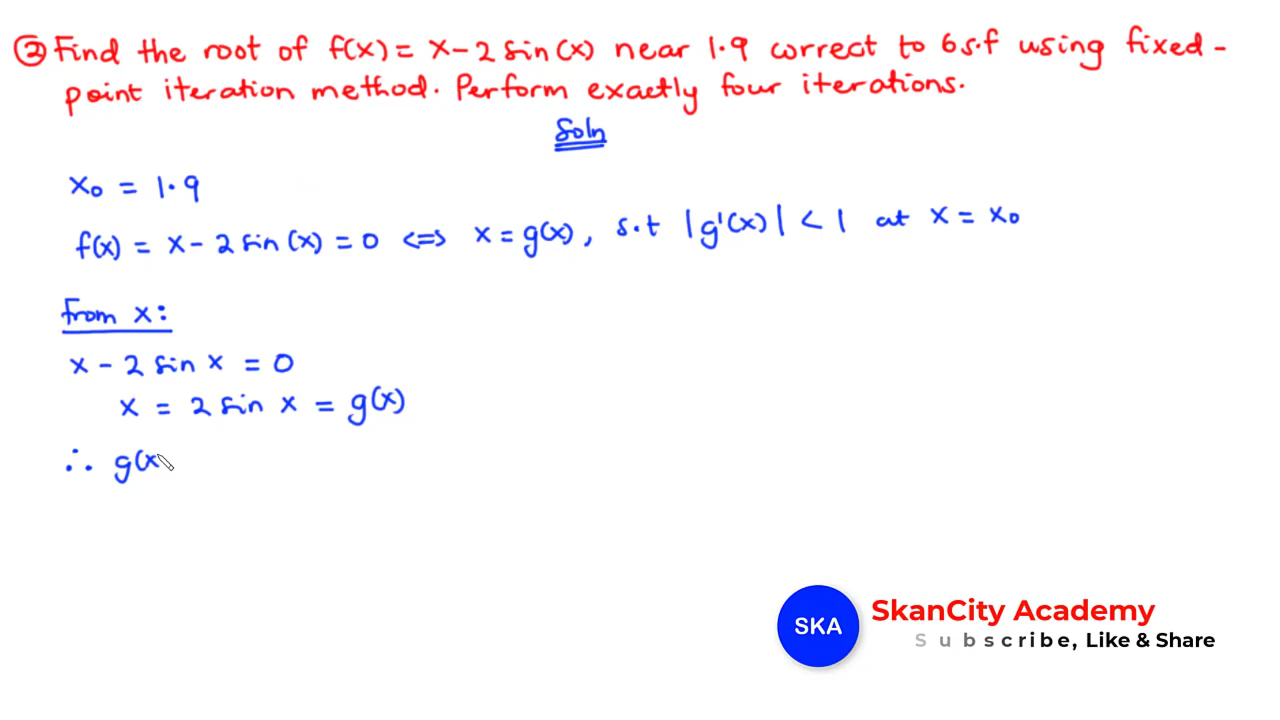 ② Find the root of f(x) = x - 2 sin(x) near 1.9 correct to 6 s.f using fixed-
point iteration method. Perform exactly four iterations.
Soln
x₀ = 1.9
f(x) = x - 2 sin(x) = 0 ⇔ x = g(x), s.t |g'(x)| < 1 at x = x₀
From x:
x - 2 sin x = 0
x = 2 sin x = g(x)
∴ g(x
SKA
SkanCity Academy
Subscribe, Like & Share